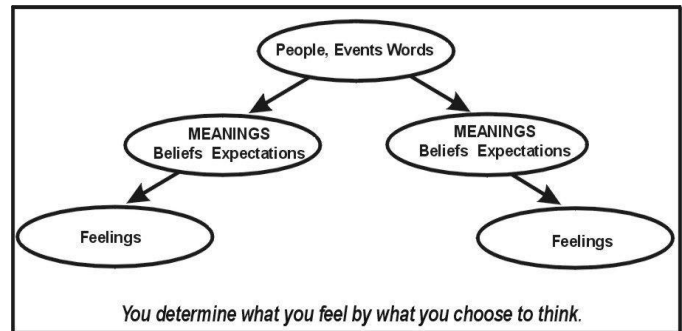 People, Events Words
MEANINGS
Beliefs Expectations
MEANINGS
Beliefs Expectations
Feelings
Feelings
You determine what you feel by what you choose to think.